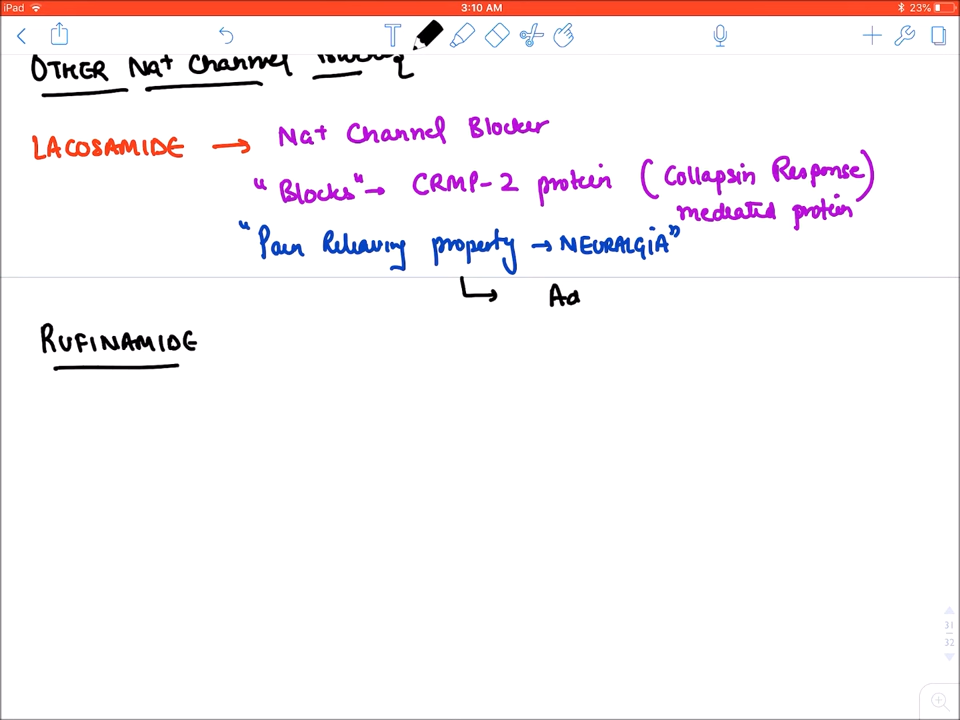 iPad 3:10 AM 23%
T
OTHER Na+ Channel
LACOSAMIDE → Na+ Channel Blocker
"Blocks" → CRMP-2 protein (Collapsin Response
mediated protein)
"Pain Relieving property → NEURALGIA"
Ad
RUFINAMIDE
31
32